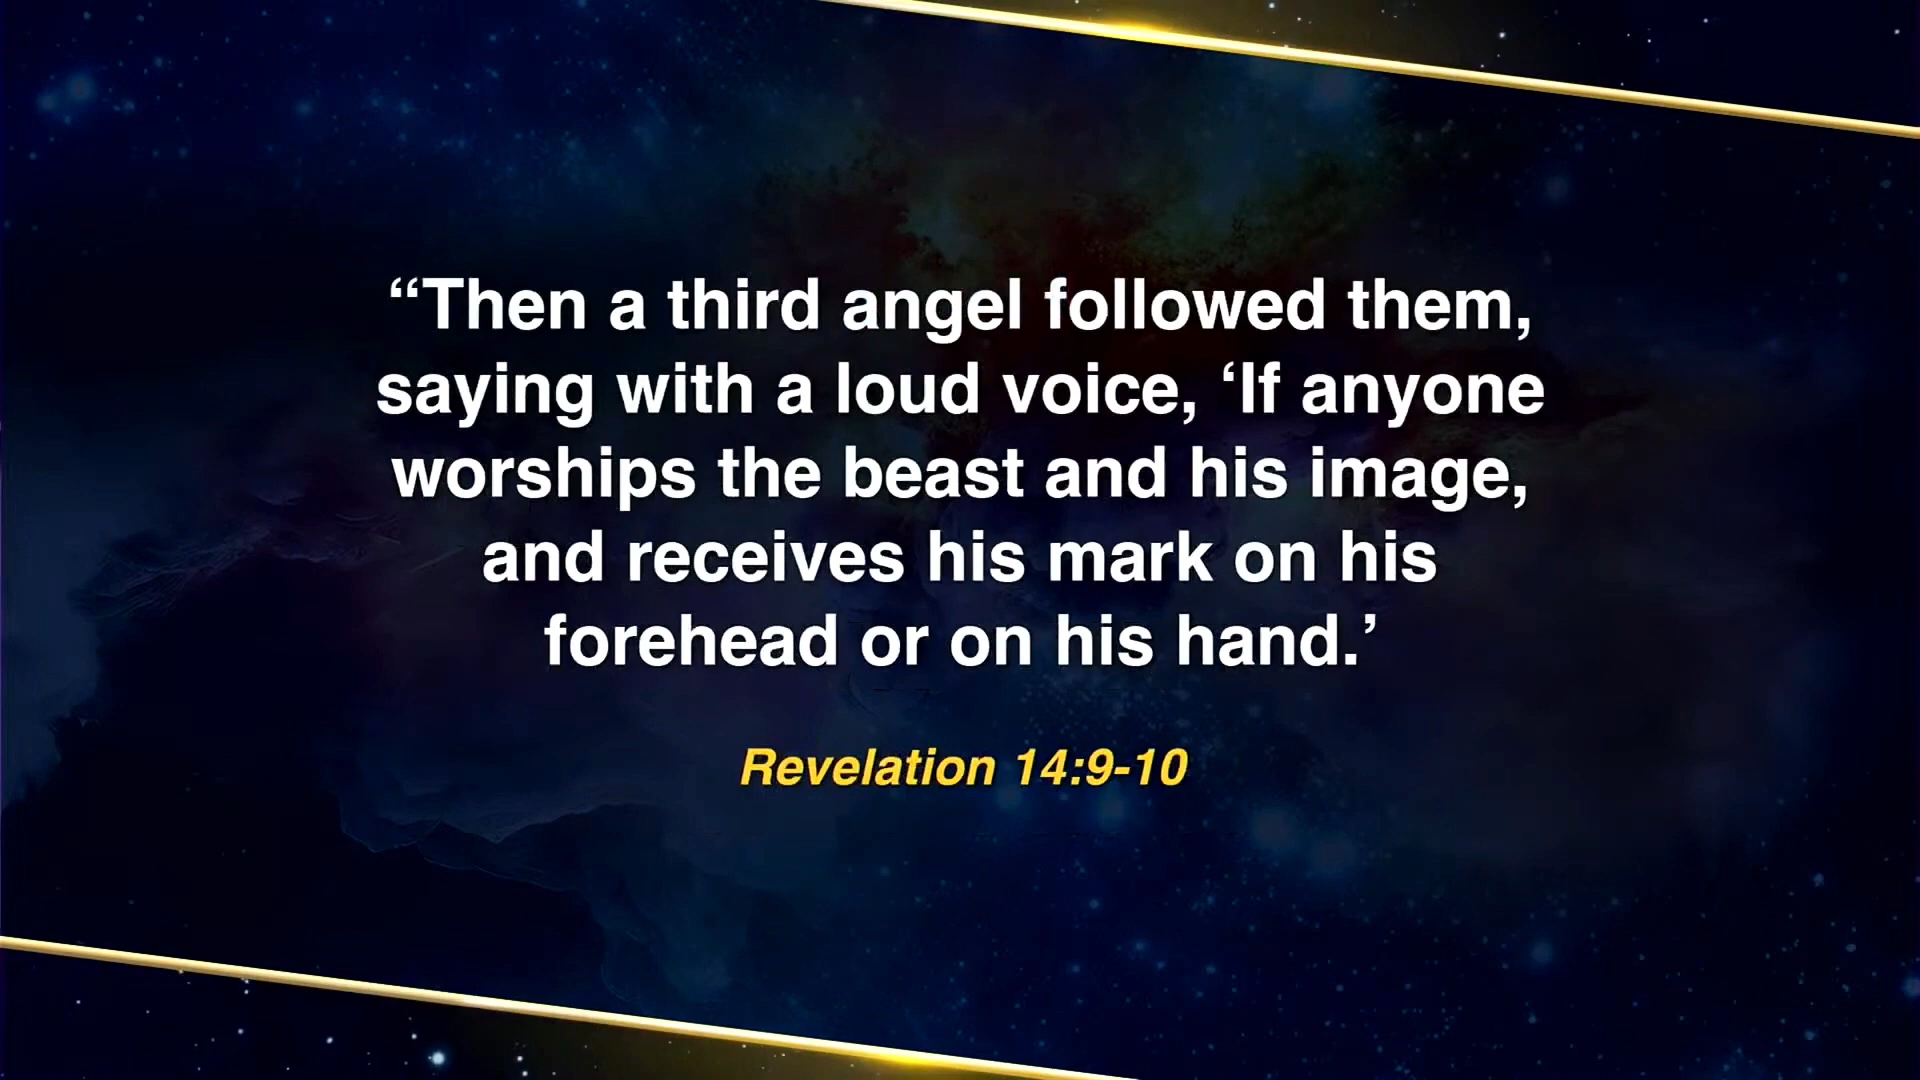 “Then a third angel followed them,
saying with a loud voice, ‘If anyone
worships the beast and his image,
and receives his mark on his
forehead or on his hand.’
Revelation 14:9-10